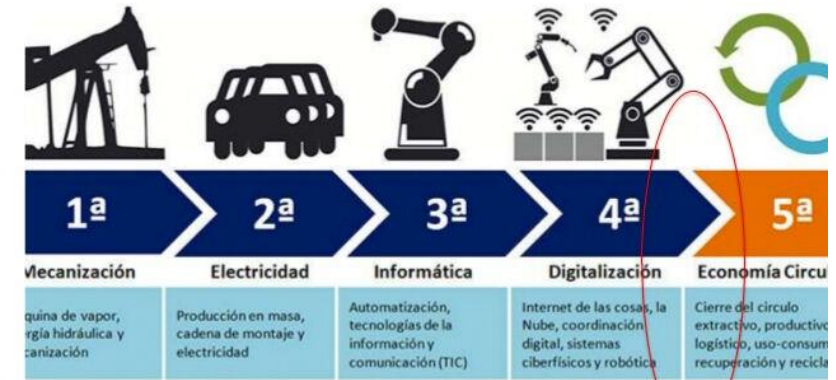 1ª
2ª
3ª
4ª
5ª
Mecanización
Electricidad
Informática
Digitalización
Economía Circul
quina de vapor,
rgía hidráulica y
canización
Producción en masa,
cadena de montaje y
electricidad
Automatización,
tecnologías de la
información y
comunicación (TIC)
Internet de las cosas, la
Nube, coordinación
digital, sistemas
ciberfísicos y robótica
Cierre del circulo
extractivo, productivo
logístico, uso-consum
recuperación y recicla